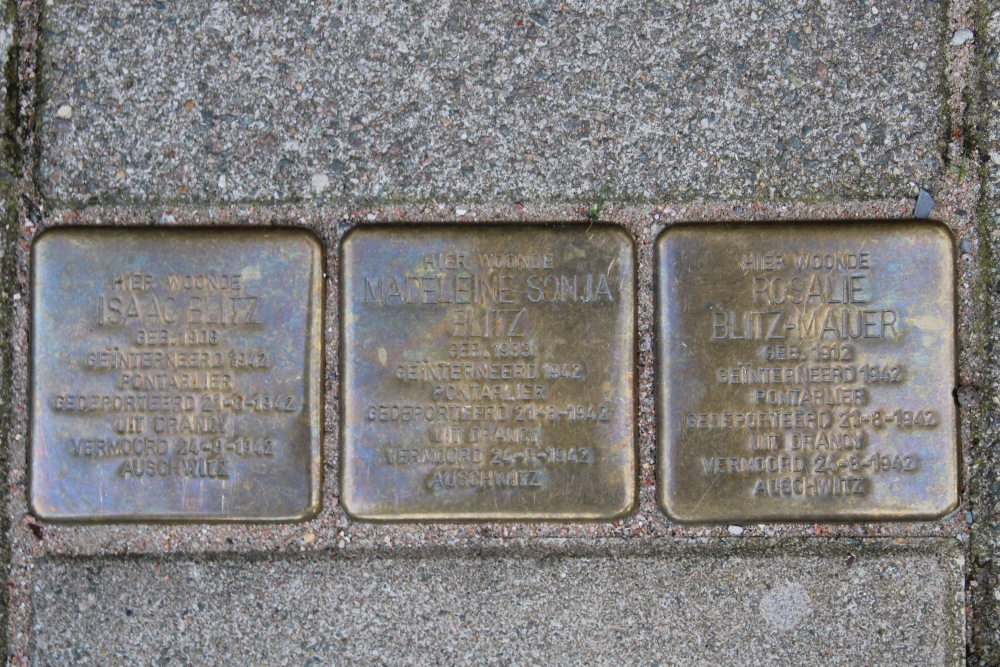 HIER WOONDE
ISAAC BLITZ
GEB. 1908
GEÏNTERNEERD 1942
PONTARLIER
GEDEPORTEERD 21-8-1942
UIT DRANCY
VERMOORD 24-8-1942
AUSCHWITZ
HIER WOONDE
MADELEINE SONJA
BLITZ
GEB. 1939
GEÏNTERNEERD 1942
PONTARLIER
GEDEPORTEERD 21-8-1942
UIT DRANCY
VERMOORD 24-8-1942
AUSCHWITZ
HIER WOONDE
ROSALIE
BLITZ-MAIJER
GEB. 1912
GEÏNTERNEERD 1942
PONTARLIER
GEDEPORTEERD 21-8-1942
UIT DRANCY
VERMOORD 24-8-1942
AUSCHWITZ